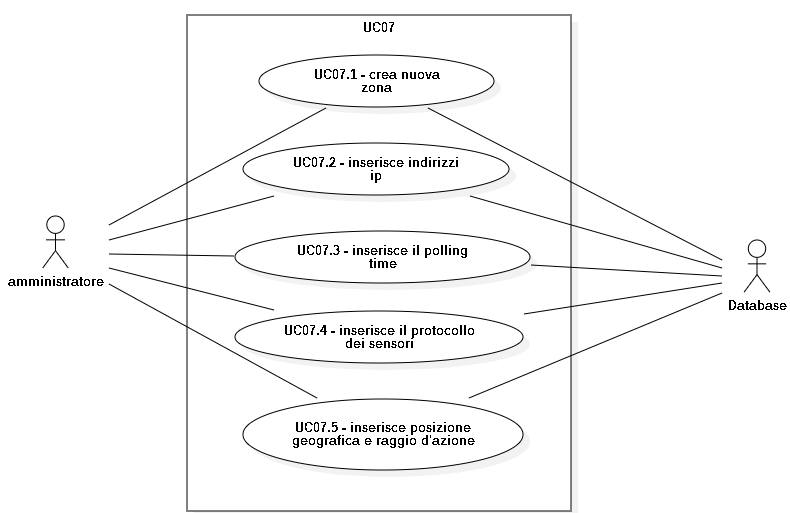 UC07
UC07.1 - crea nuova
zona
UC07.2 - inserisce indirizzi
ip
UC07.3 - inserisce il polling
time
amministratore
Database
UC07.4 - inserisce il protocollo
dei sensori
UC07.5 - inserisce posizione
geografica e raggio d'azione